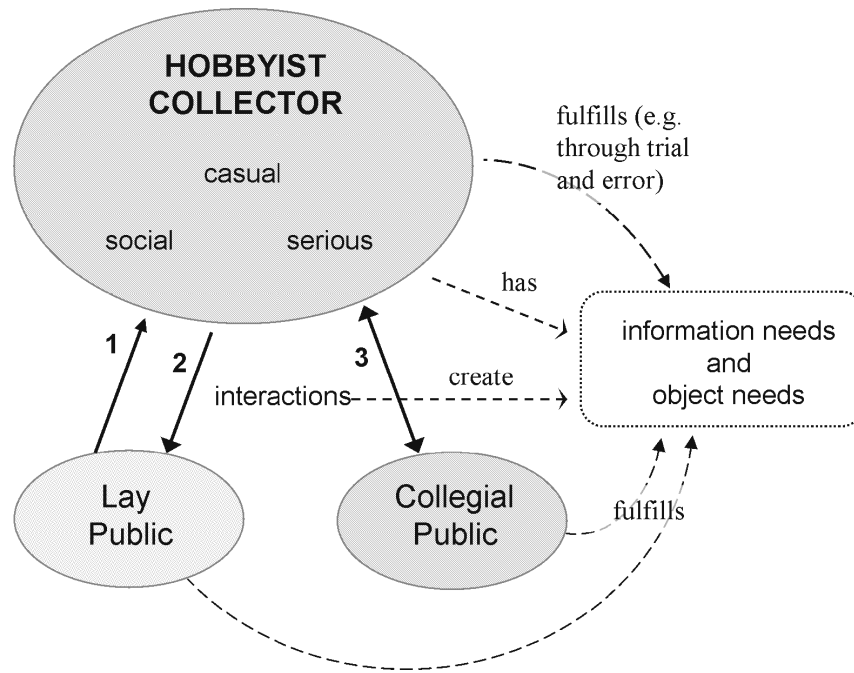 HOBBYIST
COLLECTOR
casual
social
serious
fulfills (e.g.
through trial
and error)
has
information needs
and
object needs
1
2
3
interactions
create
Lay
Public
Collegial
Public
fulfills